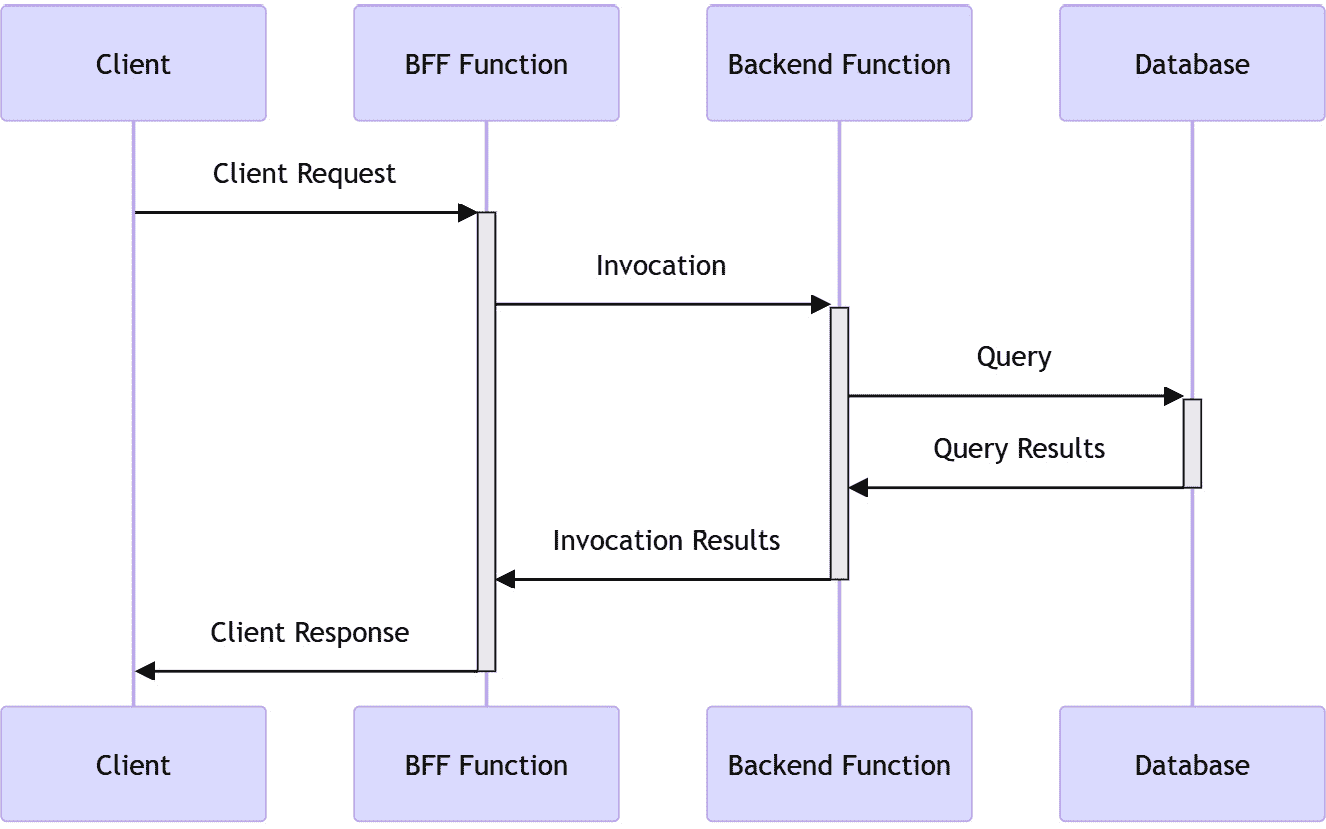 Client
BFF Function
Backend Function
Database
Client Request
Invocation
Query
Query Results
Invocation Results
Client Response
Client
BFF Function
Backend Function
Database